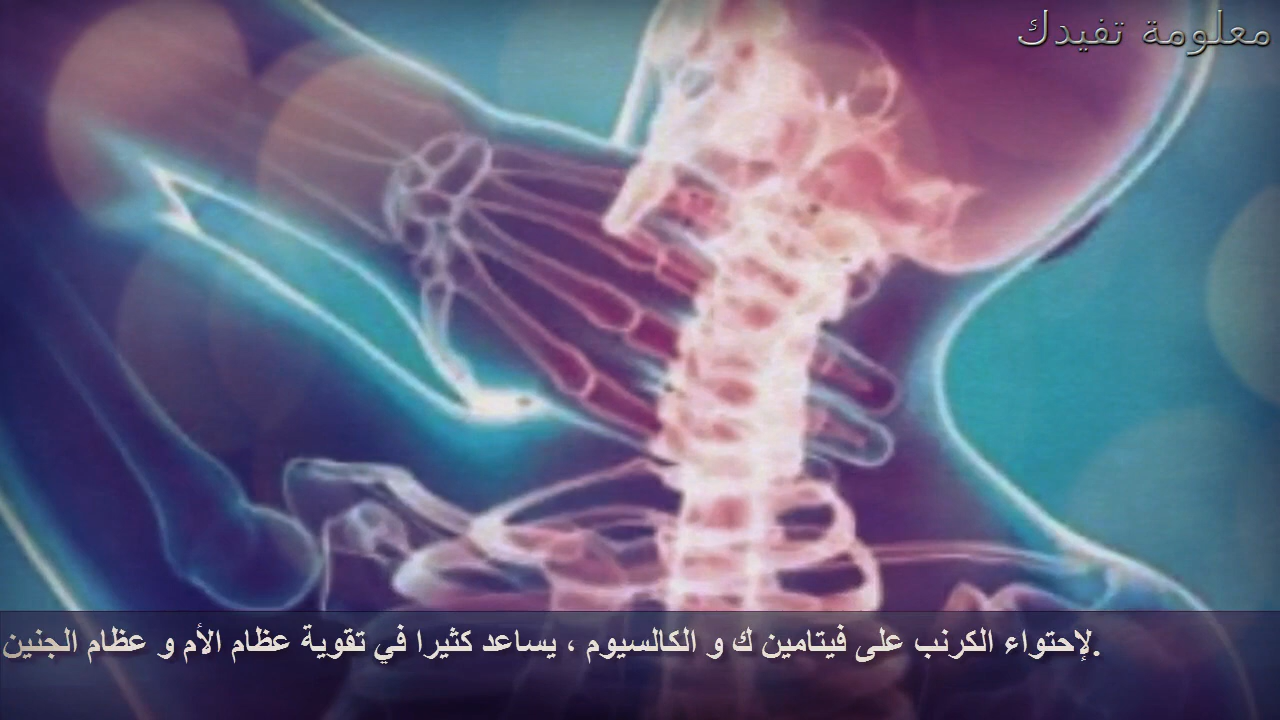 معلومة تفيدك
لإحتواء الكرنب على فيتامين ك و الكالسيوم ، يساعد كثيرا في تقوية عظام الأم و عظام الجنين.